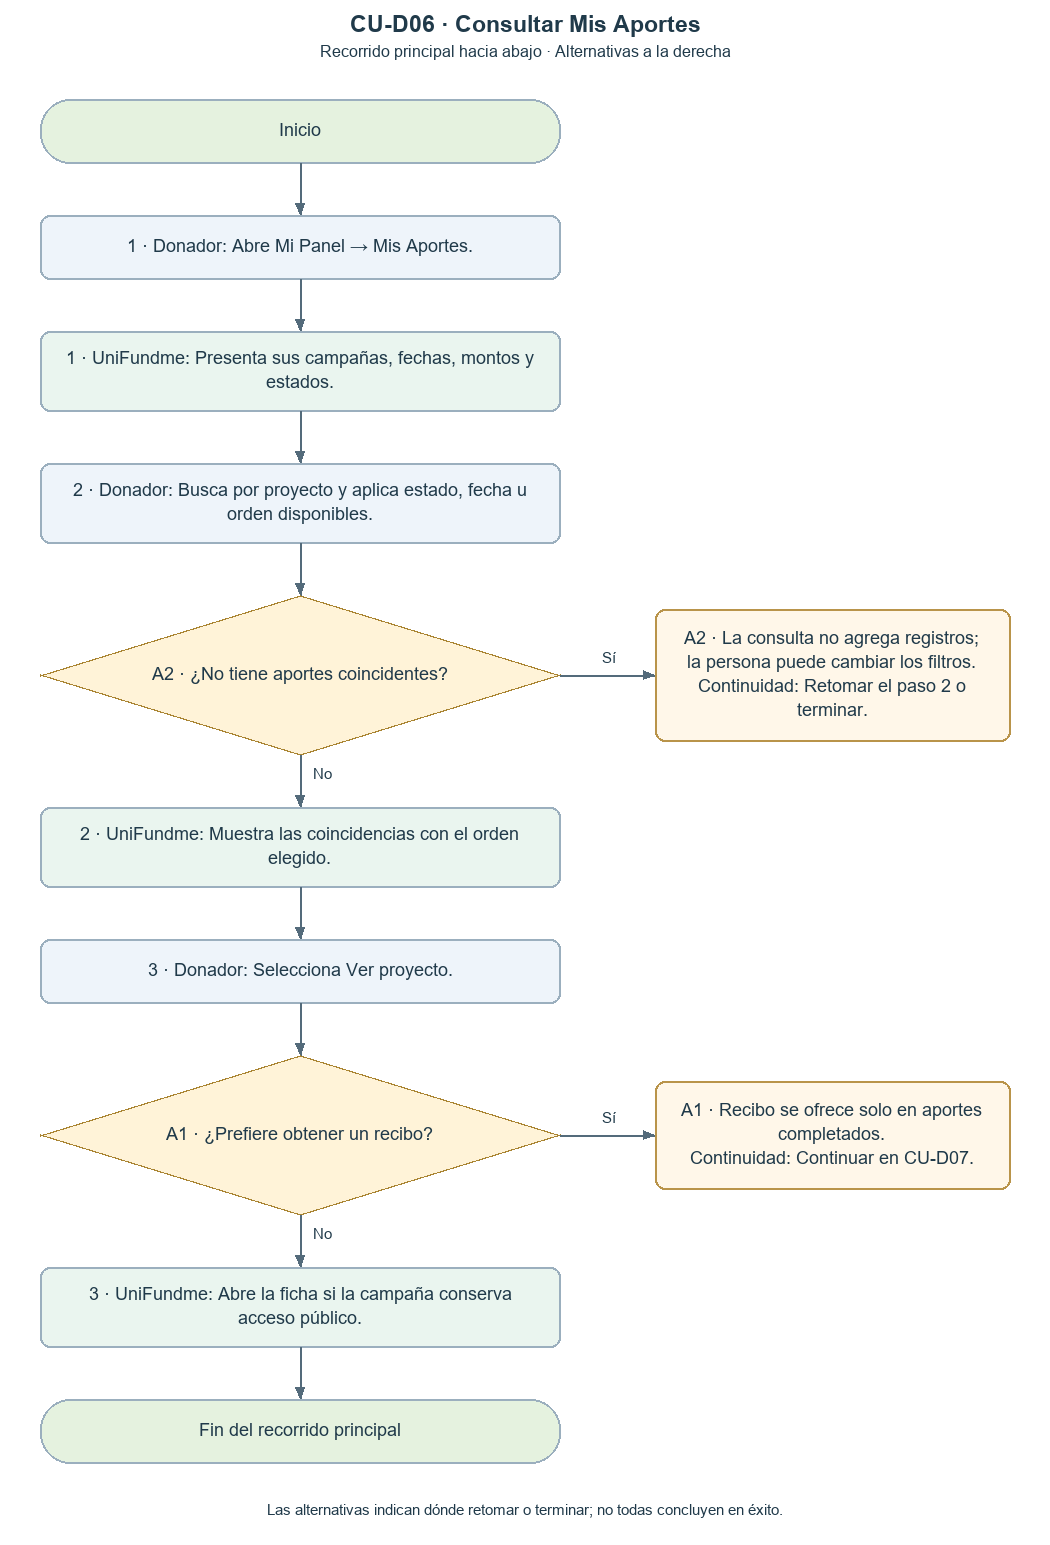 CU-D06 · Consultar Mis Aportes
Recorrido principal hacia abajo · Alternativas a la derecha
Inicio
1 · Donador: Abre Mi Panel → Mis Aportes.
1 · UniFundme: Presenta sus campañas, fechas, montos y
estados.
2 · Donador: Busca por proyecto y aplica estado, fecha u
orden disponibles.
A2 · ¿No tiene aportes coincidentes?
Sí
A2 · La consulta no agrega registros;
la persona puede cambiar los filtros.
Continuidad: Retomar el paso 2 o
terminar.
No
2 · UniFundme: Muestra las coincidencias con el orden
elegido.
3 · Donador: Selecciona Ver proyecto.
A1 · ¿Prefiere obtener un recibo?
Sí
A1 · Recibo se ofrece solo en aportes
completados.
Continuidad: Continuar en CU-D07.
No
3 · UniFundme: Abre la ficha si la campaña conserva
acceso público.
Fin del recorrido principal
Las alternativas indican dónde retomar o terminar; no todas concluyen en éxito.